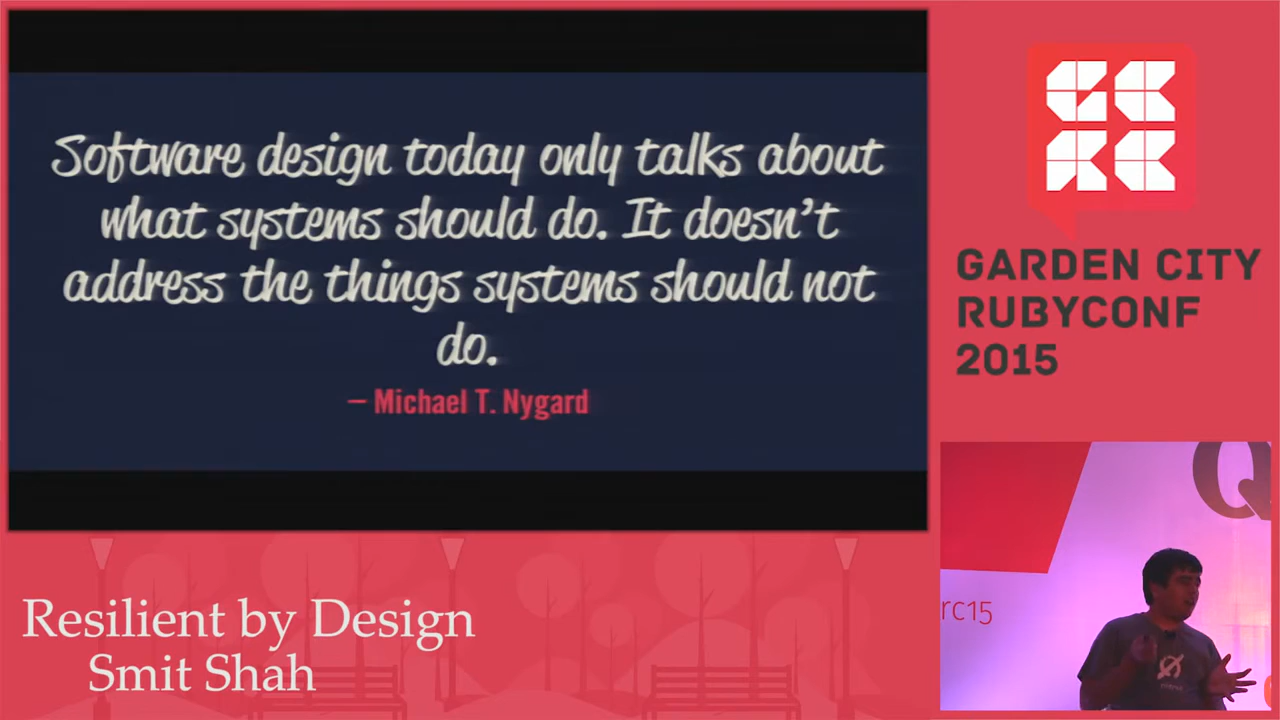 Software design today only talks about
what systems should do. It doesn't
address the things systems should not
do.
— Michael T. Nygard
GARDEN CITY
RUBYCONF
2015
rc15
Resilient by Design
Smit Shah